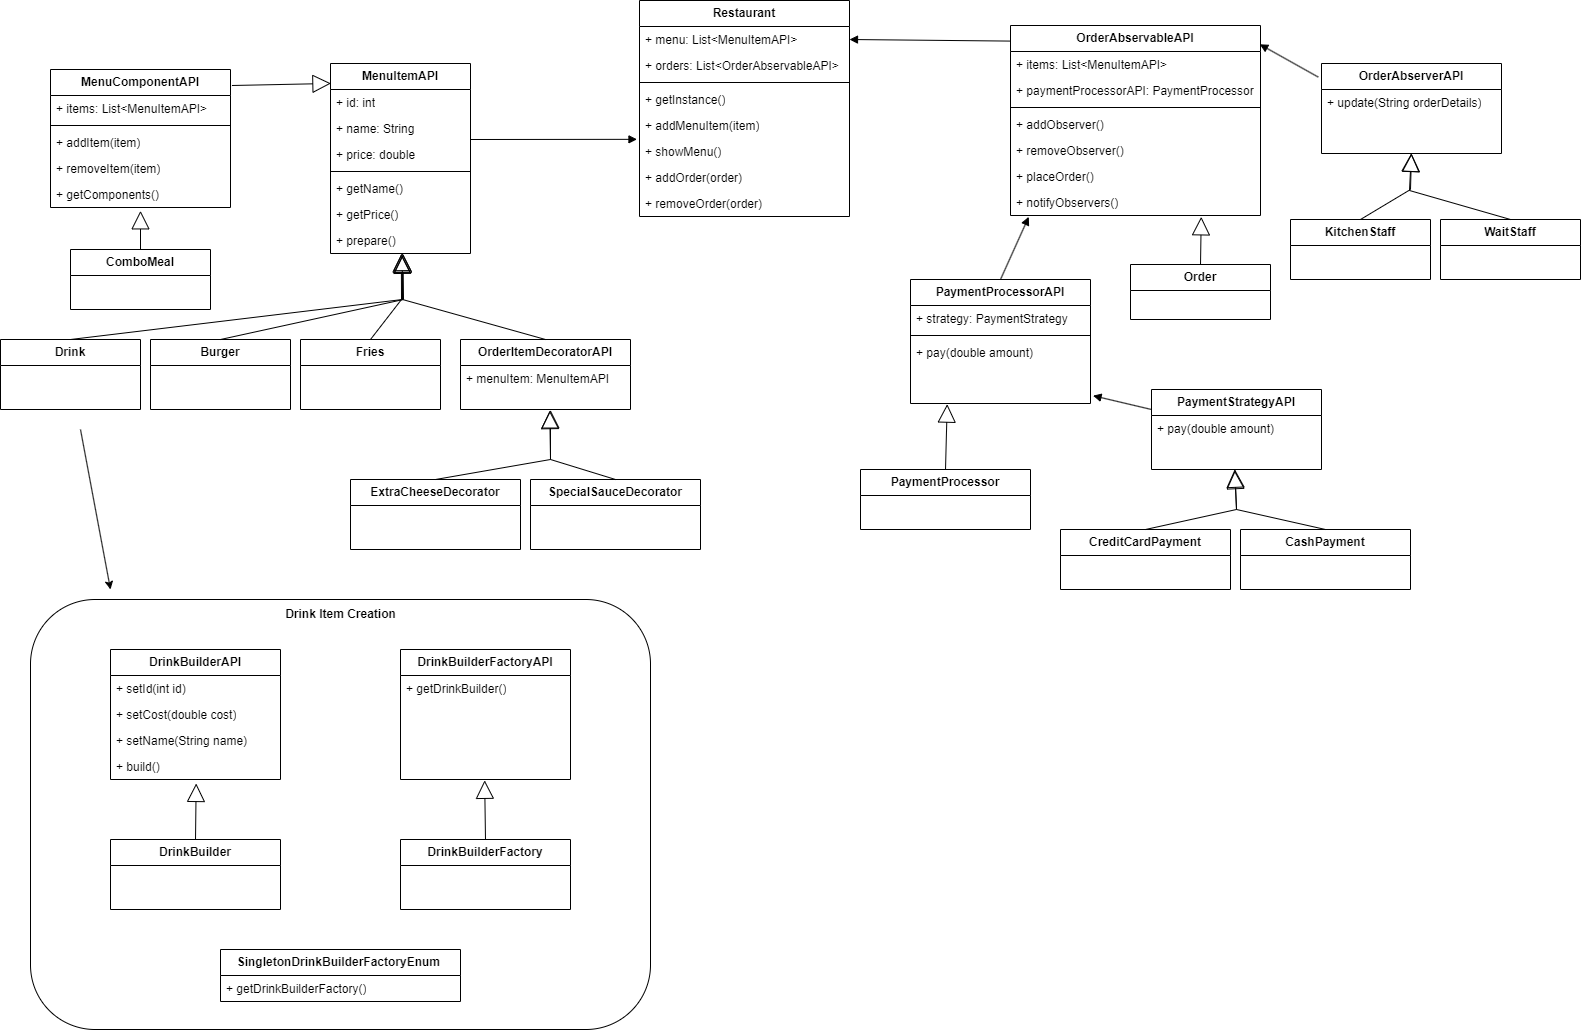 Restaurant
+ menu: List<MenuItemAPI>
+ orders: List<OrderAbservableAPI>
+ getInstance()
+ addMenuItem(item)
+ showMenu()
+ addOrder(order)
+ removeOrder(order)
MenuComponentAPI
+ items: List<MenuItemAPI>
+ addItem(item)
+ removeItem(item)
+ getComponents()
MenuItemAPI
+ id: int
+ name: String
+ price: double
+ getName()
+ getPrice()
+ prepare()
OrderAbservableAPI
+ items: List<MenuItemAPI>
+ paymentProcessorAPI: PaymentProcessor
+ addObserver()
+ removeObserver()
+ placeOrder()
+ notifyObservers()
OrderAbserverAPI
+ update(String orderDetails)
KitchenStaff
WaitStaff
ComboMeal
Order
PaymentProcessorAPI
+ strategy: PaymentStrategy
+ pay(double amount)
Drink
Burger
Fries
OrderItemDecoratorAPI
+ menuItem: MenuItemAPI
PaymentStrategyAPI
+ pay(double amount)
ExtraCheeseDecorator
SpecialSauceDecorator
PaymentProcessor
CreditCardPayment
CashPayment
Drink Item Creation
DrinkBuilderAPI
+ setId(int id)
+ setCost(double cost)
+ setName(String name)
+ build()
DrinkBuilderFactoryAPI
+ getDrinkBuilder()
DrinkBuilder
DrinkBuilderFactory
SingletonDrinkBuilderFactoryEnum
+ getDrinkBuilderFactory()